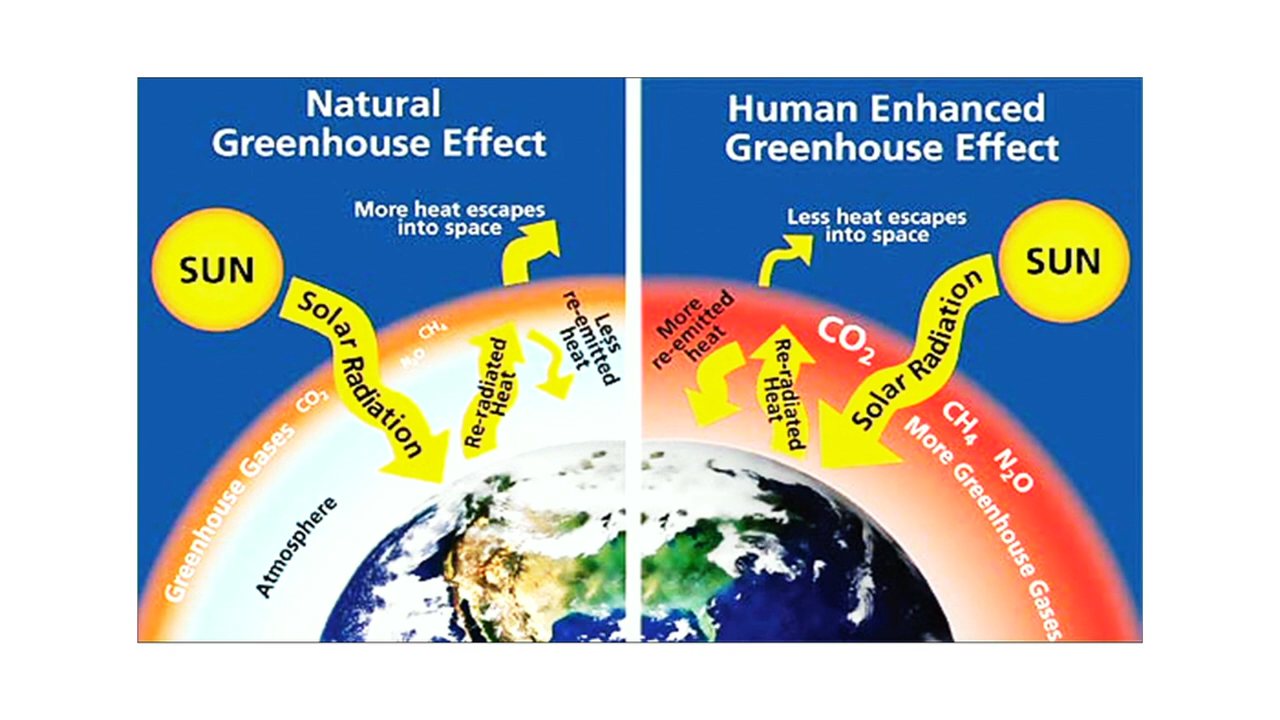 Natural
Greenhouse Effect
More heat escapes
into space
SUN
Solar Radiation
CH₄
N₂O
CO₂
Greenhouse Gases
Atmosphere
Re-radiated
Heat
Less
re-emitted
heat
Human Enhanced
Greenhouse Effect
Less heat escapes
into space
SUN
Solar Radiation
More
re-emitted
heat
Re-radiated
Heat
CO₂
CH₄
N₂O
More Greenhouse Gases